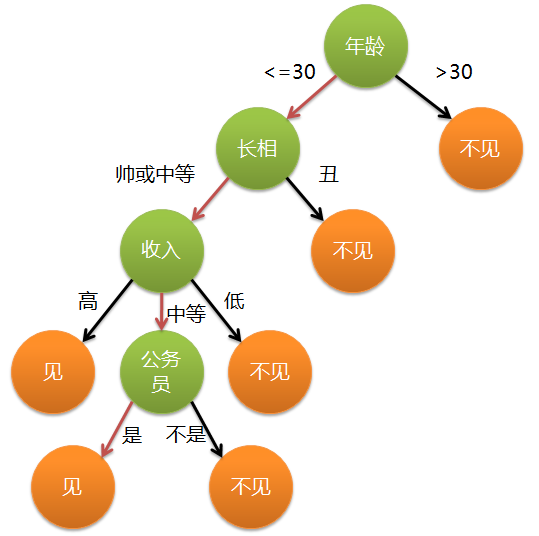 年龄
<=30
>30
长相
不见
帅或中等
丑
收入
不见
高
中等
低
见
公务
员
不见
是
不是
见
不见